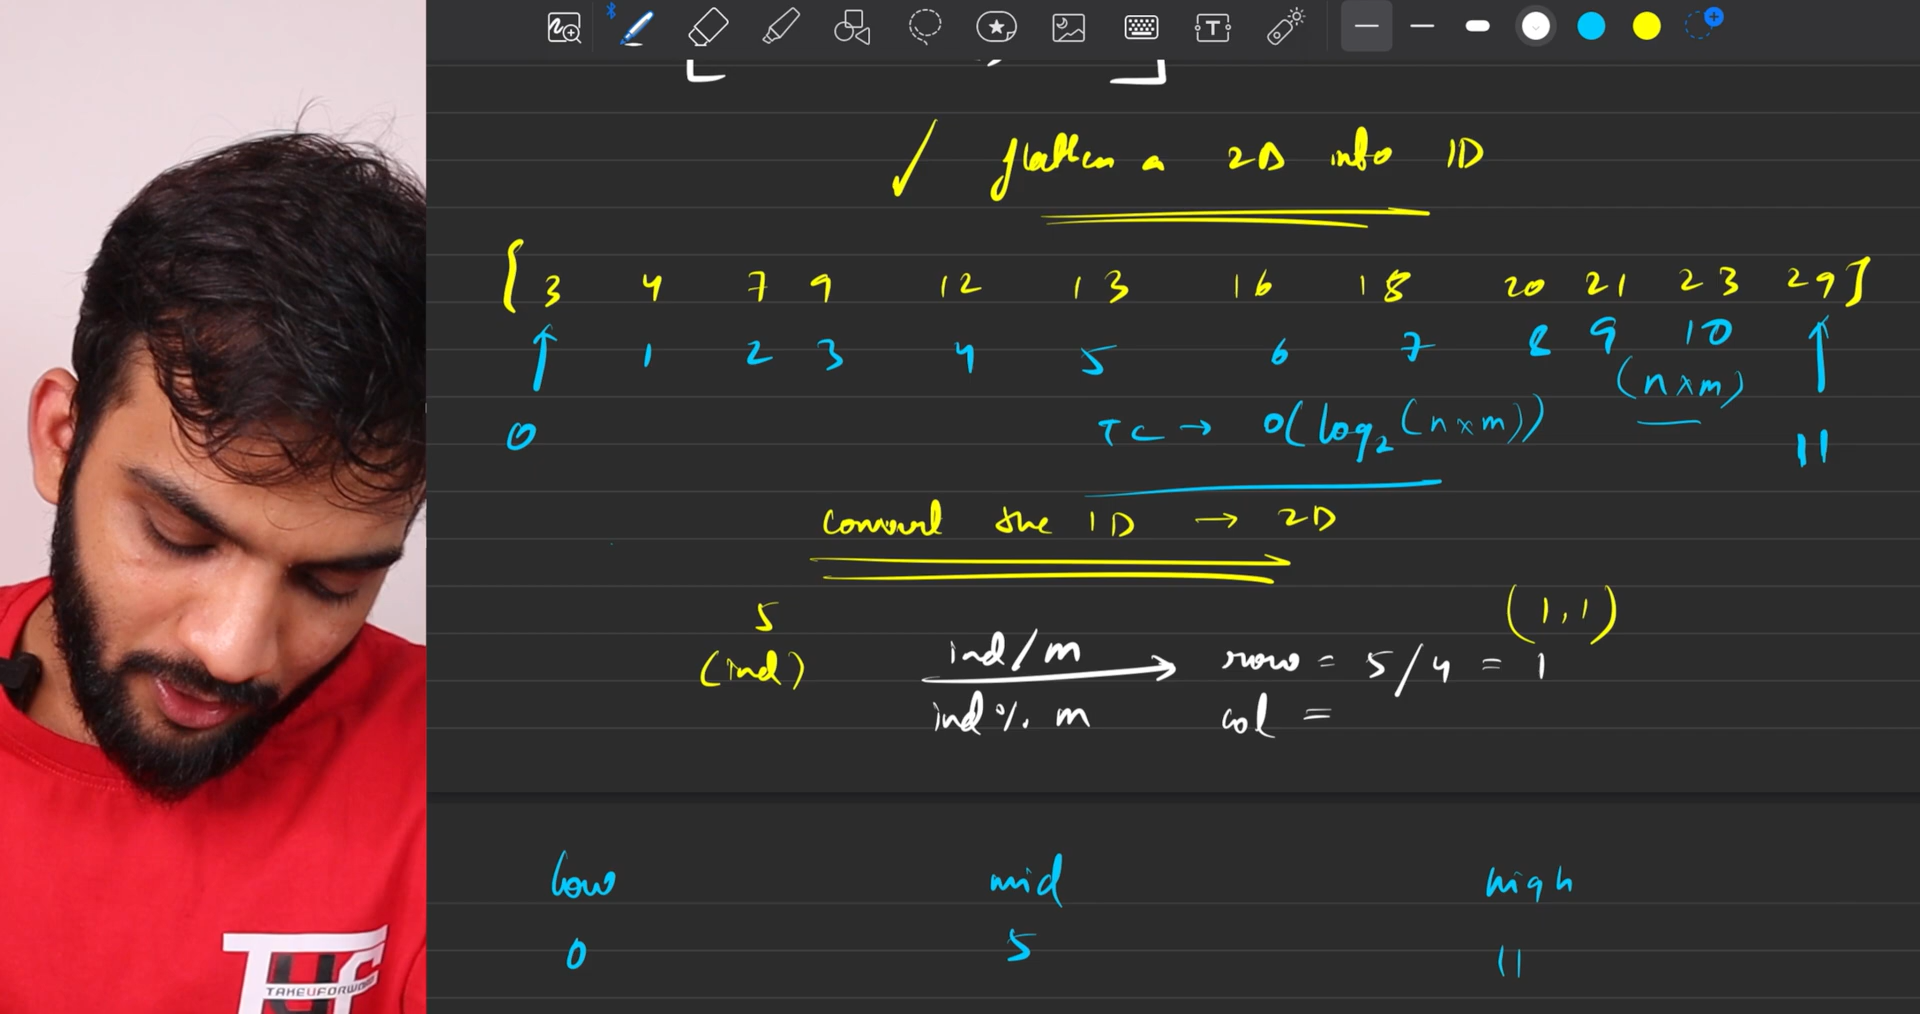 ✓ flatten a 2D into 1D
[ 3 4 7 9 12 13 16 18 20 21 23 29 ]
1 2 3 4 5 6 7 8 9 10
(n x m)
0 TC → O(log₂(n x m)) 11
convert the 1D → 2D
5 (1,1)
(ind) ind/m row = 5/4 = 1
ind % m col =
low mid high
0 5 11
TUF
TAKEUFORWARD
T